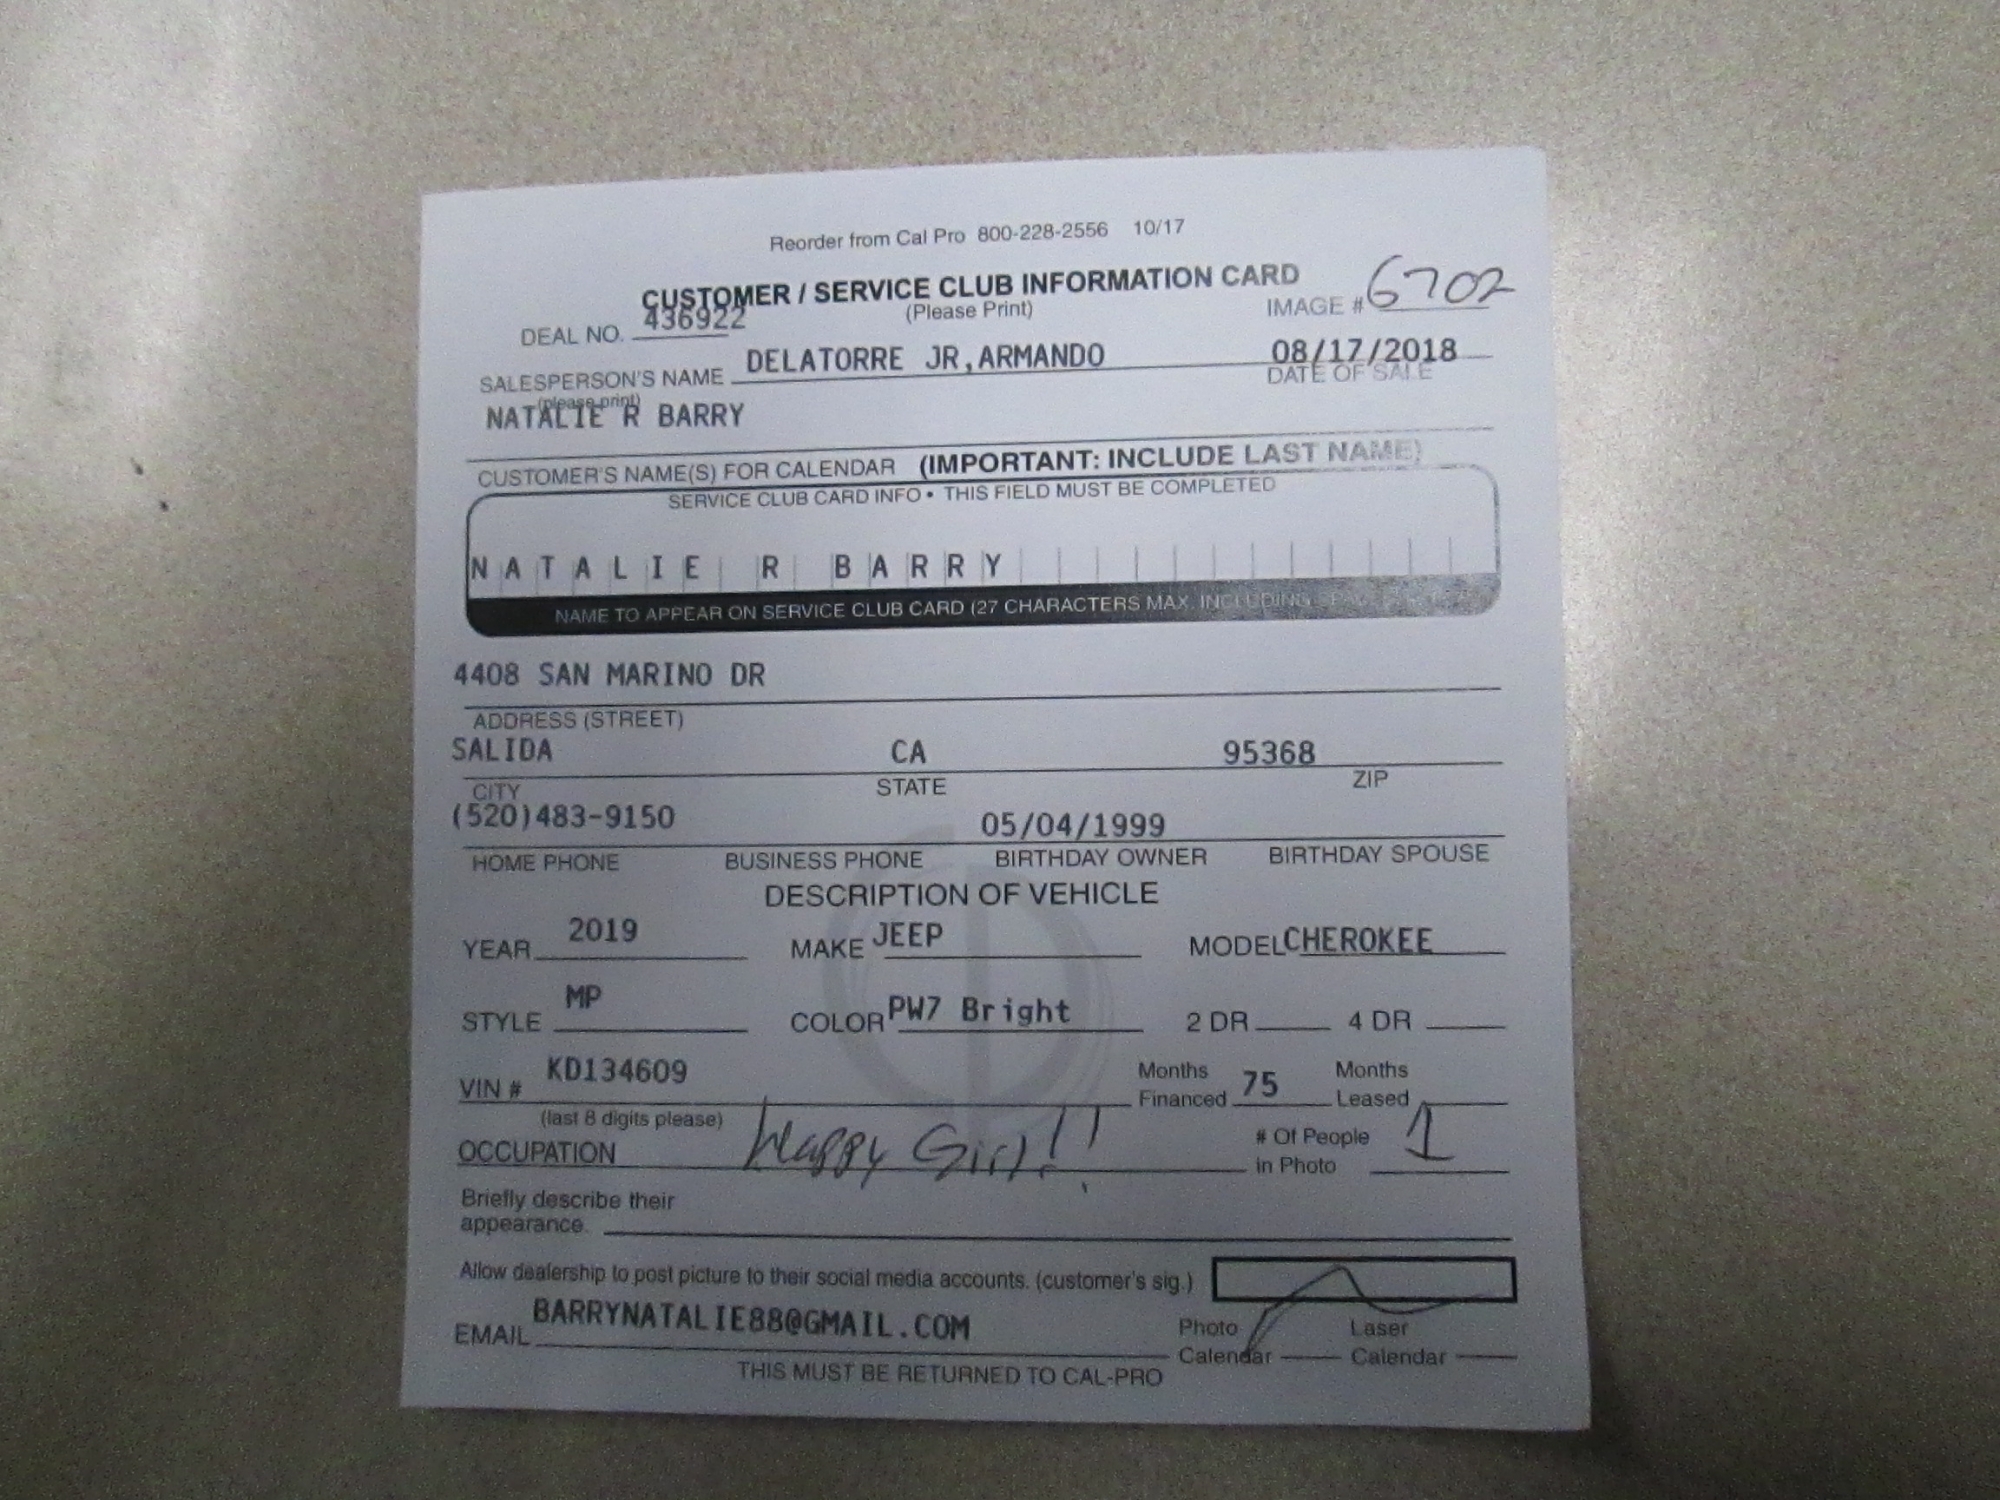 Reorder from Cal Pro 800-228-2556 10/17
CUSTOMER / SERVICE CLUB INFORMATION CARD
(Please Print)
IMAGE # 6702
DEAL NO. 436922
SALESPERSON'S NAME DELATORRE JR,ARMANDO 08/17/2018
(please print) DATE OF SALE
NATALIE R BARRY
CUSTOMER'S NAME(S) FOR CALENDAR (IMPORTANT: INCLUDE LAST NAME)
SERVICE CLUB CARD INFO • THIS FIELD MUST BE COMPLETED
NATALIE R BARRY
NAME TO APPEAR ON SERVICE CLUB CARD (27 CHARACTERS MAX. INCLUDING
4408 SAN MARINO DR
ADDRESS (STREET)
SALIDA CA 95368
CITY STATE ZIP
(520)483-9150 05/04/1999
HOME PHONE BUSINESS PHONE BIRTHDAY OWNER BIRTHDAY SPOUSE
DESCRIPTION OF VEHICLE
YEAR 2019 MAKE JEEP MODEL CHEROKEE
STYLE MP COLOR PW7 Bright 2 DR 4 DR
VIN # KD134609 Months Financed 75 Months Leased
(last 8 digits please)
OCCUPATION Happy Girl!! # Of People in Photo 1
Briefly describe their
appearance.
Allow dealership to post picture to their social media accounts. (customer's sig.)
EMAIL BARRYNATALIE88@GMAIL.COM Photo Calendar Laser Calendar
THIS MUST BE RETURNED TO CAL-PRO